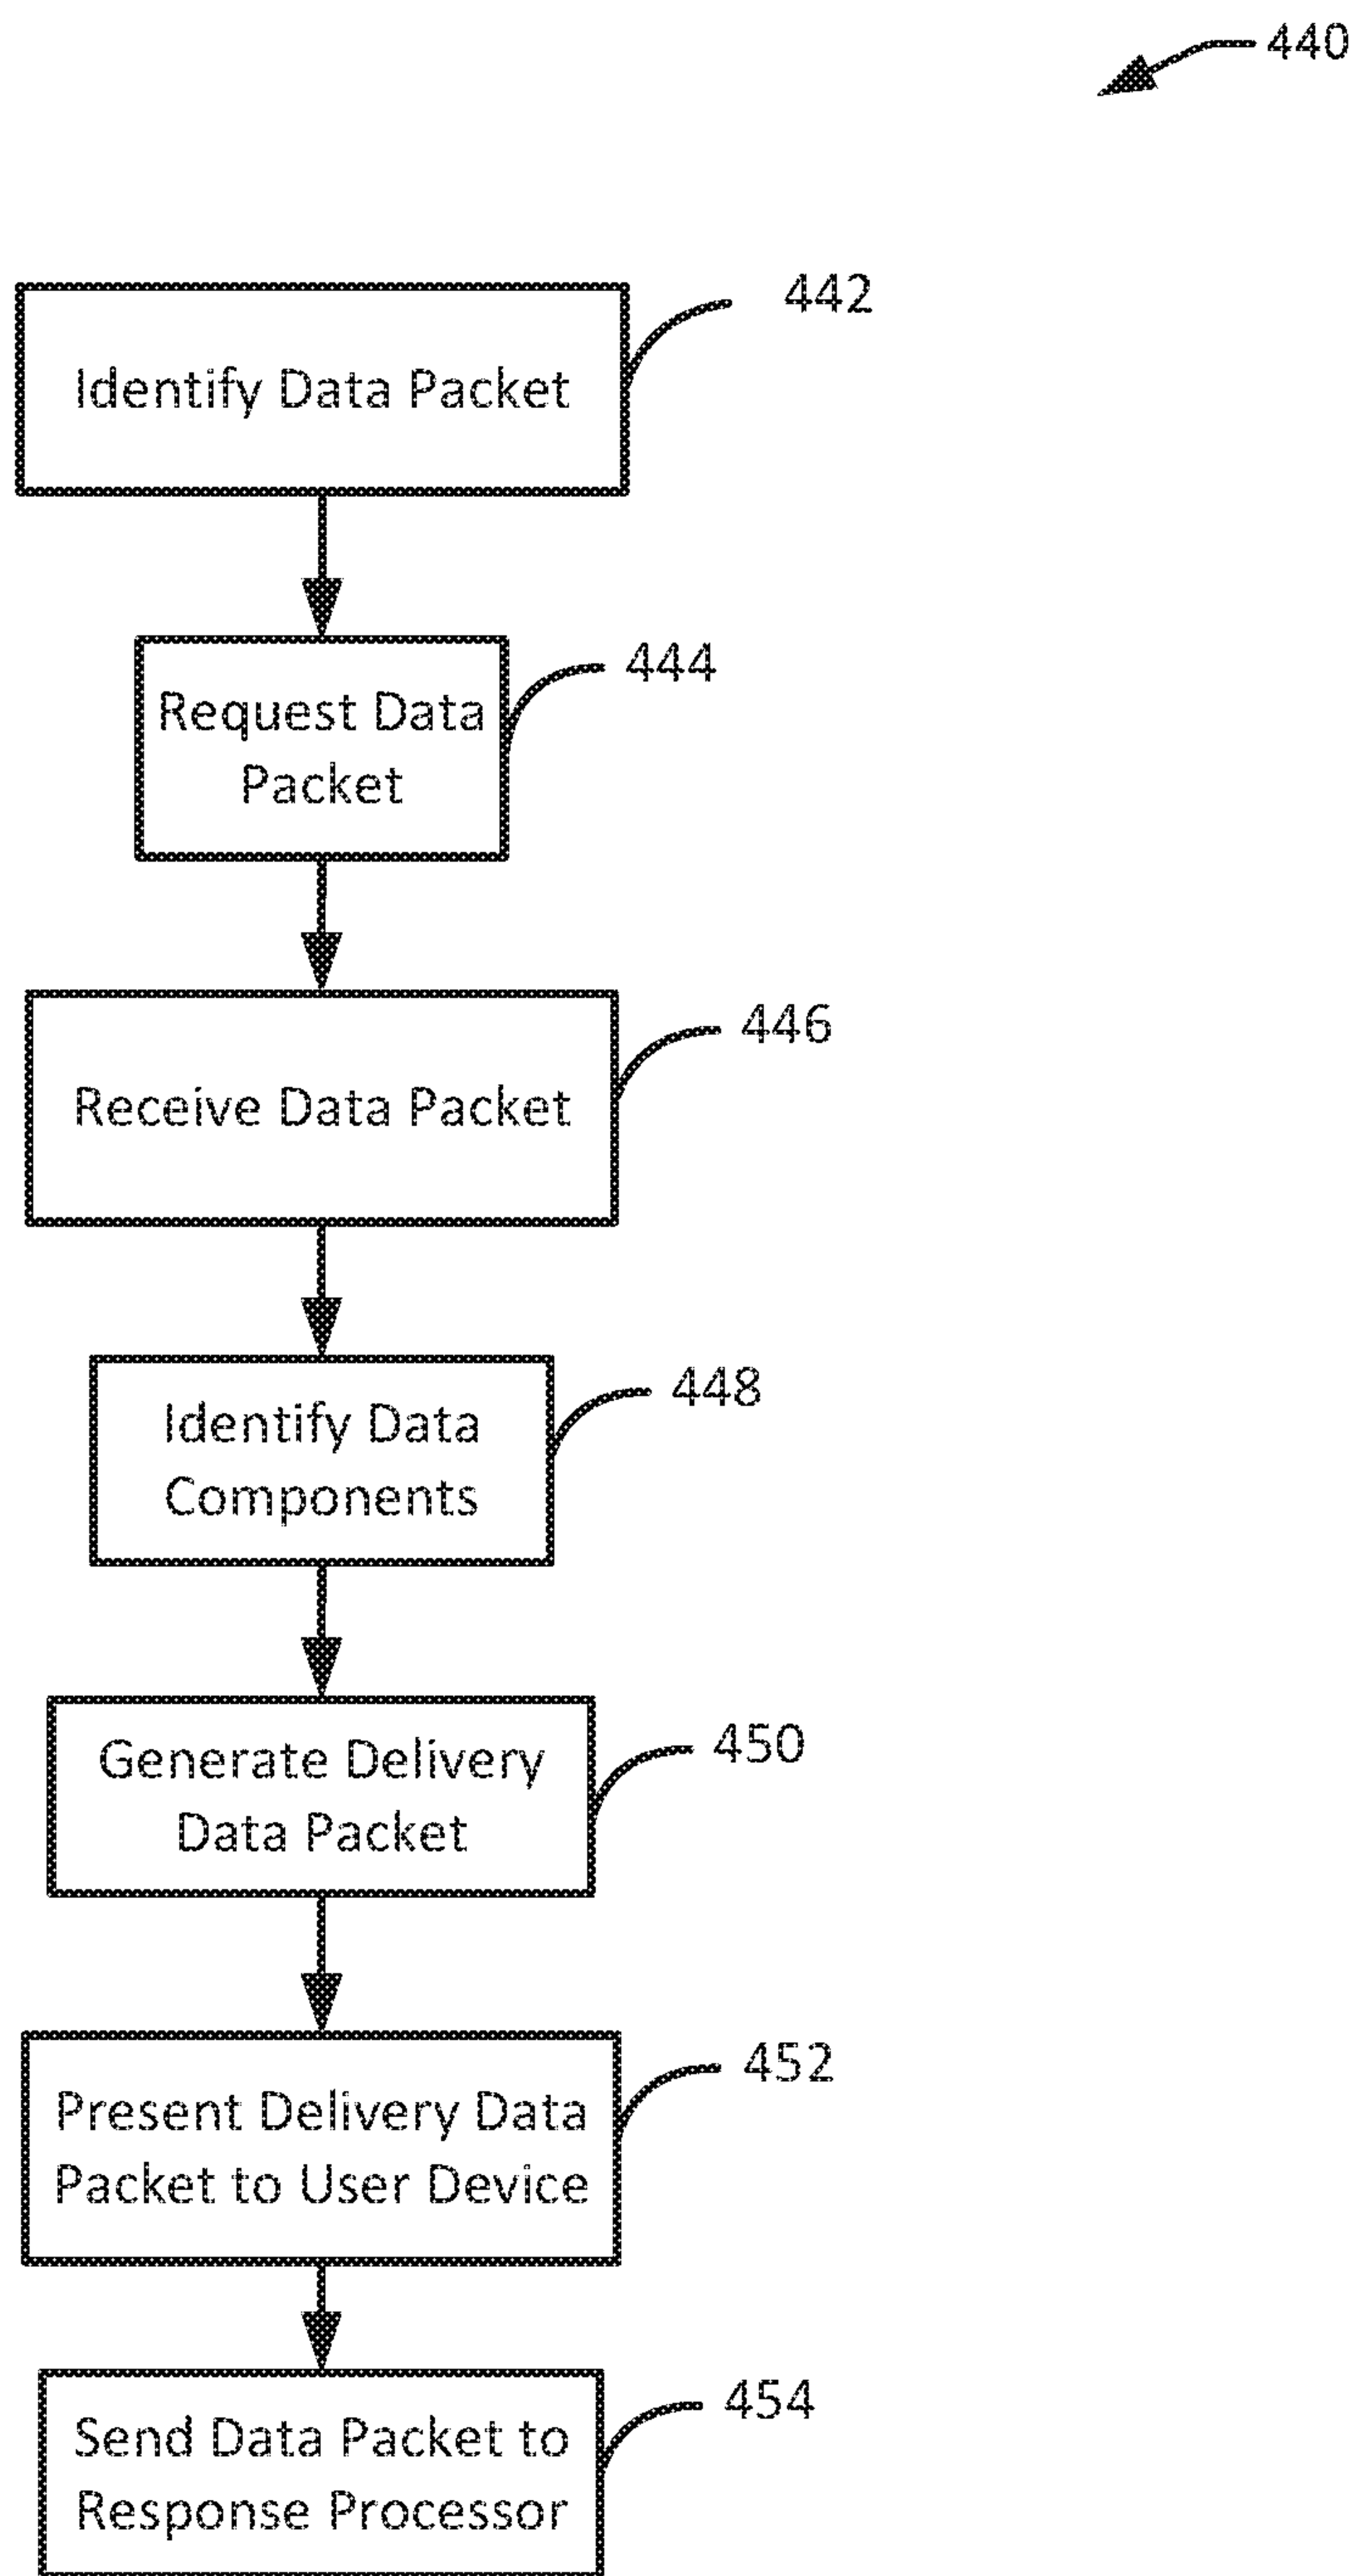 440
442
Identify Data Packet
444
Request Data
Packet
446
Receive Data Packet
448
Identify Data
Components
450
Generate Delivery
Data Packet
452
Present Delivery Data
Packet to User Device
454
Send Data Packet to
Response Processor